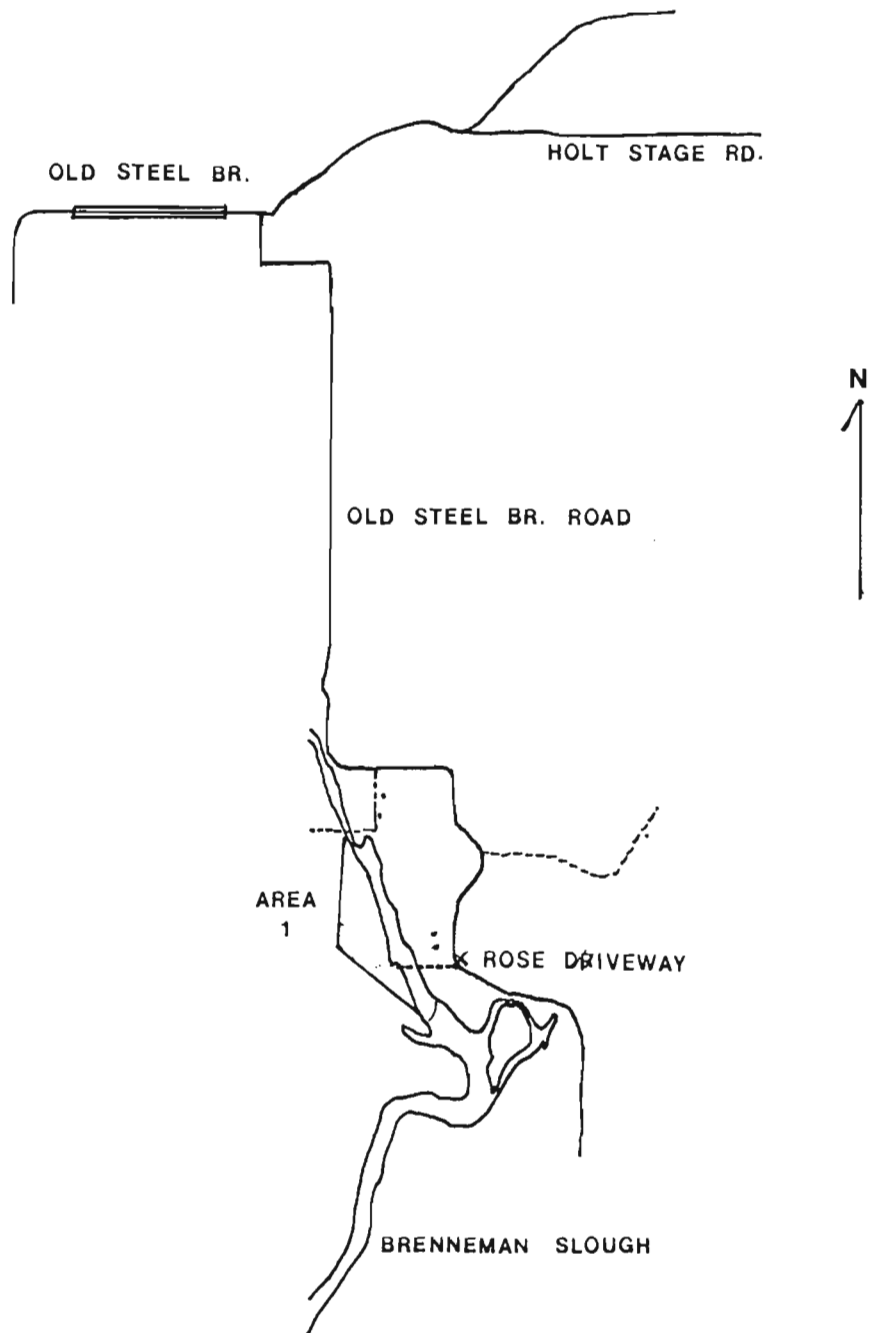 HOLT STAGE RD.
OLD STEEL BR.
N
OLD STEEL BR. ROAD
AREA
1
X ROSE DRIVEWAY
BRENNEMAN SLOUGH